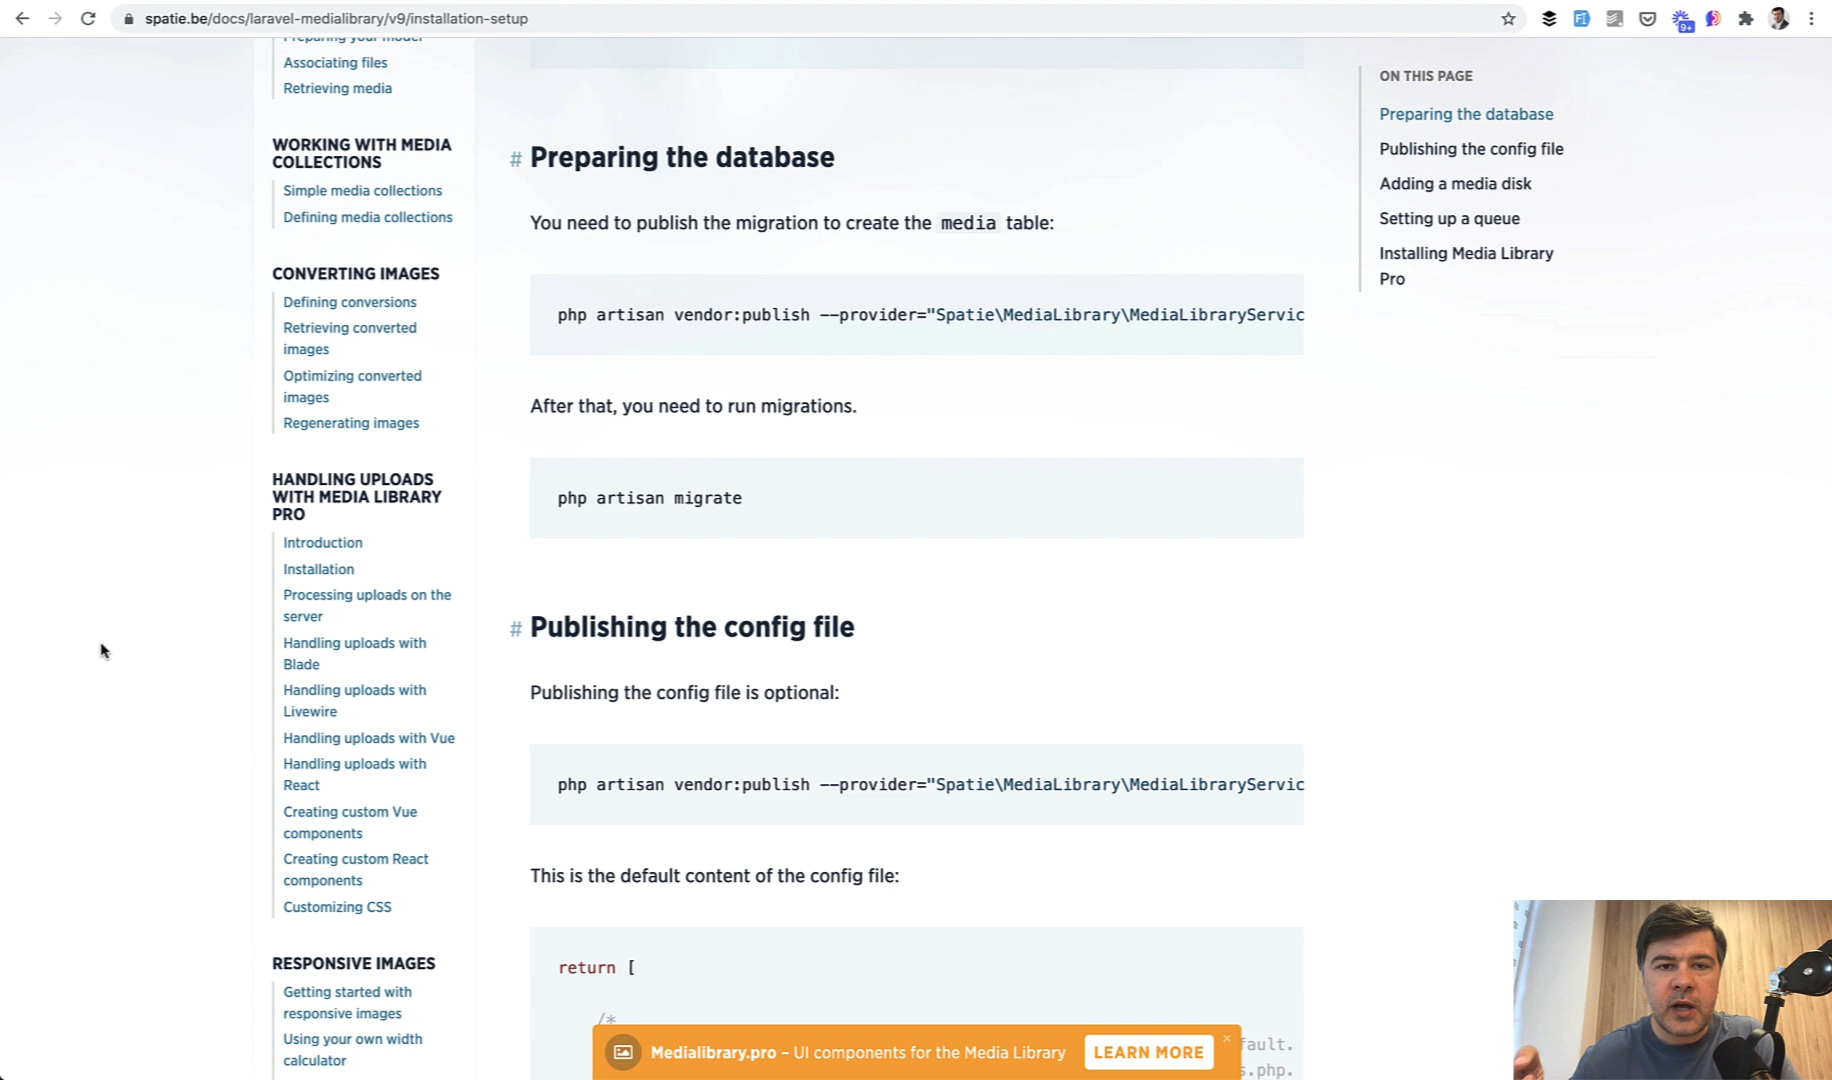 spatie.be/docs/laravel-medialibrary/v9/installation-setup
9+
Preparing your model
Associating files
Retrieving media
WORKING WITH MEDIA
COLLECTIONS
Simple media collections
Defining media collections
CONVERTING IMAGES
Defining conversions
Retrieving converted
images
Optimizing converted
images
Regenerating images
HANDLING UPLOADS
WITH MEDIA LIBRARY
PRO
Introduction
Installation
Processing uploads on the
server
Handling uploads with
Blade
Handling uploads with
Livewire
Handling uploads with Vue
Handling uploads with
React
Creating custom Vue
components
Creating custom React
components
Customizing CSS
RESPONSIVE IMAGES
Getting started with
responsive images
Using your own width
calculator
# Preparing the database
You need to publish the migration to create the media table:
php artisan vendor:publish --provider="Spatie\MediaLibrary\MediaLibraryServic
After that, you need to run migrations.
php artisan migrate
# Publishing the config file
Publishing the config file is optional:
php artisan vendor:publish --provider="Spatie\MediaLibrary\MediaLibraryServic
This is the default content of the config file:
return [
/*
fault.
s.php.
Medialibrary.pro – UI components for the Media Library
LEARN MORE
×
ON THIS PAGE
Preparing the database
Publishing the config file
Adding a media disk
Setting up a queue
Installing Media Library
Pro